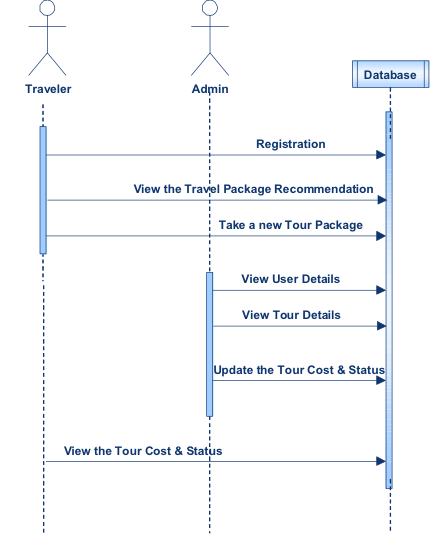 Traveler
Admin
Database
Registration
View the Travel Package Recommendation
Take a new Tour Package
View User Details
View Tour Details
Update the Tour Cost & Status
View the Tour Cost & Status